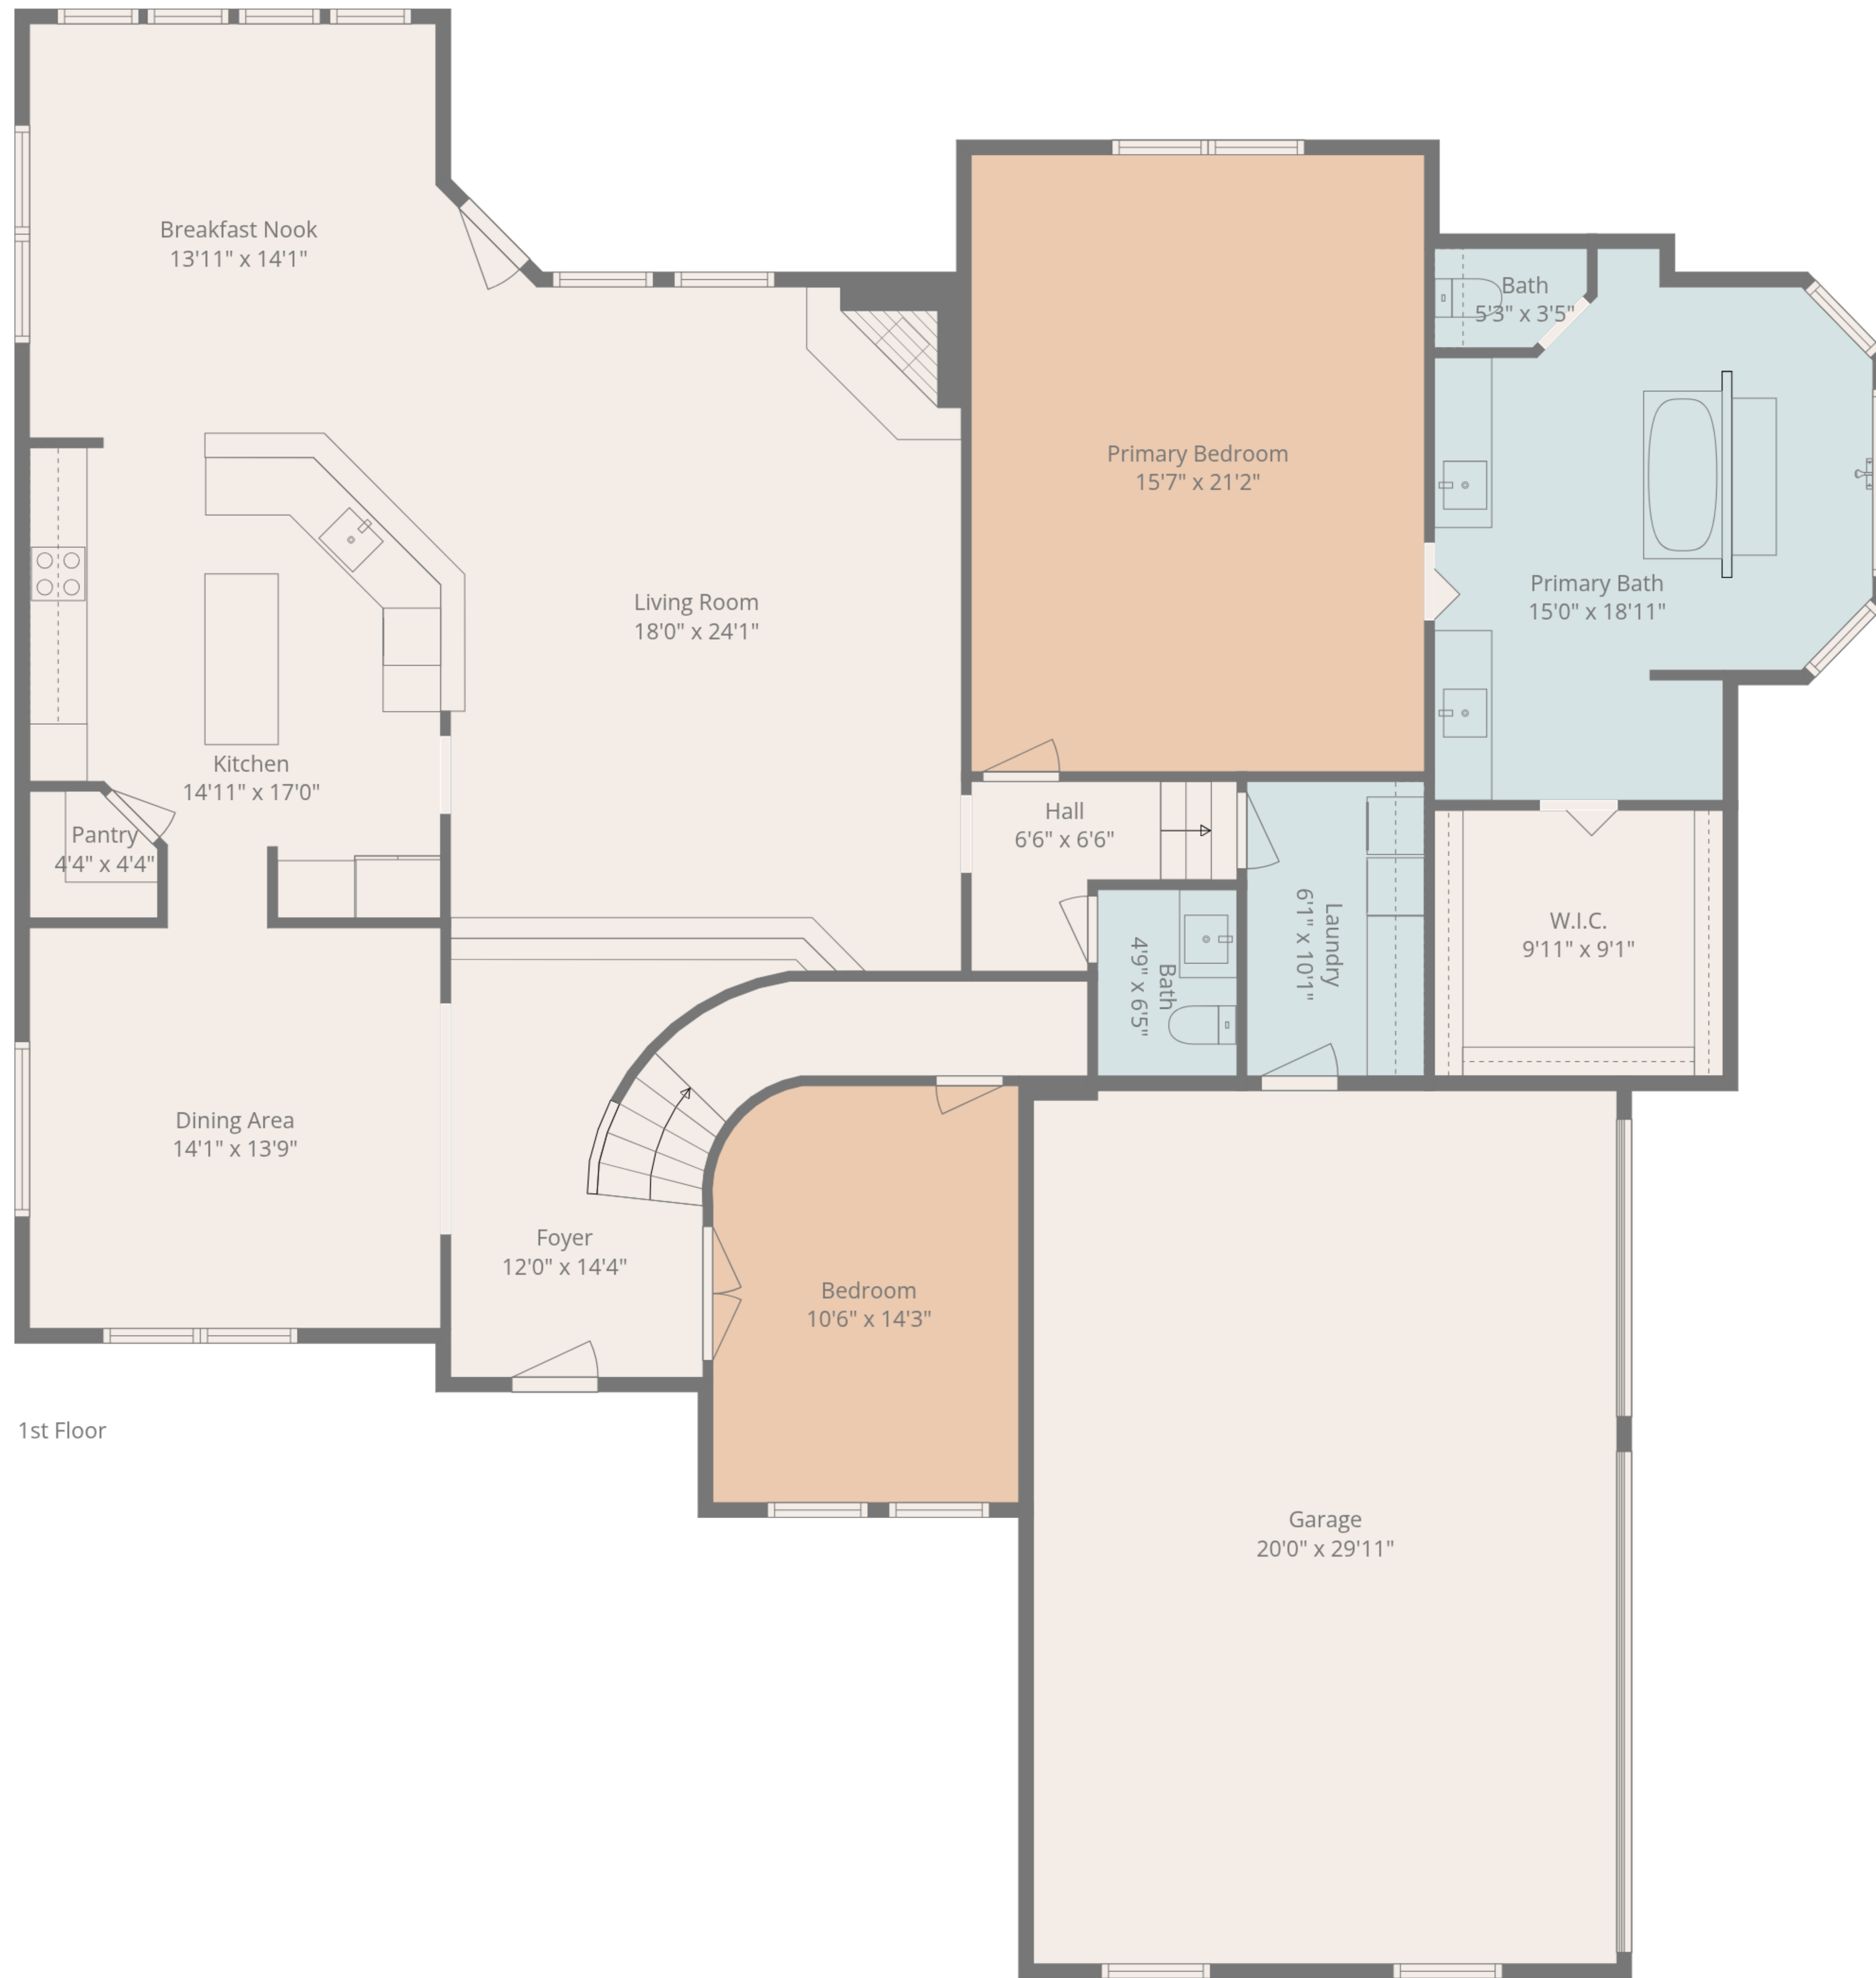 Breakfast Nook
13'11" x 14'1"
Bath
5'3" x 3'5"
Primary Bedroom
15'7" x 21'2"
Primary Bath
15'0" x 18'11"
Living Room
18'0" x 24'1"
Kitchen
14'11" x 17'0"
Hall
6'6" x 6'6"
Pantry
4'4" x 4'4"
W.I.C.
9'11" x 9'1"
Laundry
6'1" x 10'1"
Bath
4'9" x 6'5"
Dining Area
14'1" x 13'9"
Foyer
12'0" x 14'4"
Bedroom
10'6" x 14'3"
1st Floor
Garage
20'0" x 29'11"